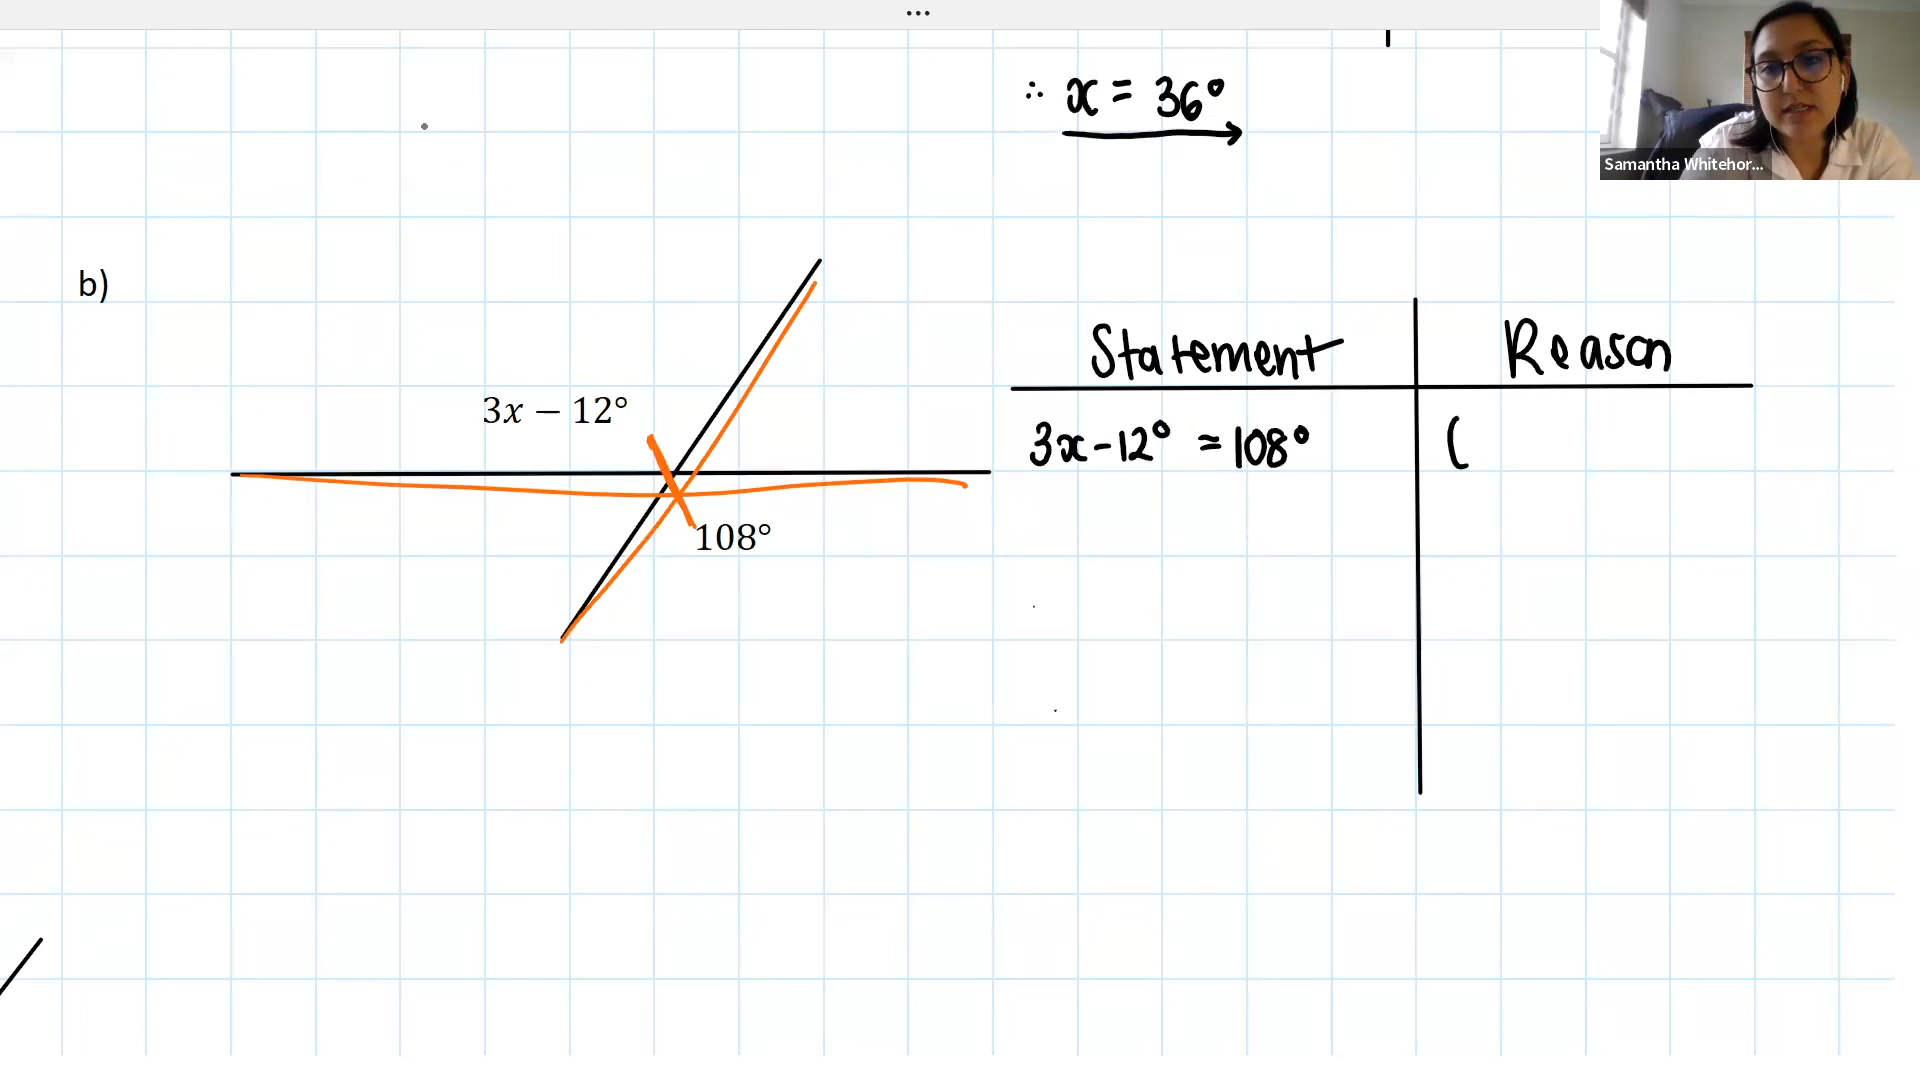 ...
∴ x = 36°
Samantha Whitehor...
b)
Statement
Reason
3x − 12°
3x-12° = 108°
(
108°